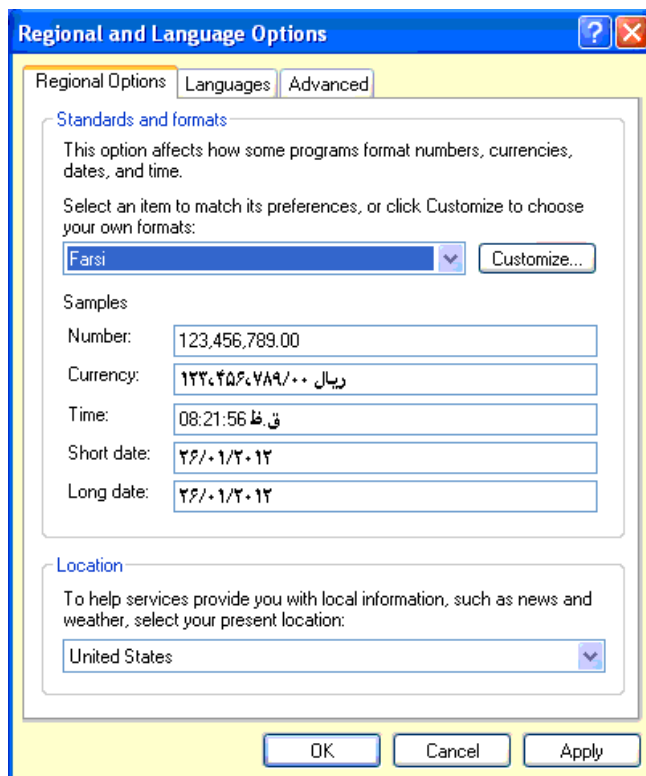 Regional and Language Options
Regional Options
Languages
Advanced
Standards and formats
This option affects how some programs format numbers, currencies,
dates, and time.
Select an item to match its preferences, or click Customize to choose
your own formats:
Farsi
Customize...
Samples
Number:
123,456,789.00
Currency:
ریال ۱۲۳،۴۵۶،۷۸۹/۰۰
Time:
08:21:56 ق.ظ
Short date:
۲۶/۰۱/۲۰۱۲
Long date:
۲۶/۰۱/۲۰۱۲
Location
To help services provide you with local information, such as news and
weather, select your present location:
United States
OK
Cancel
Apply